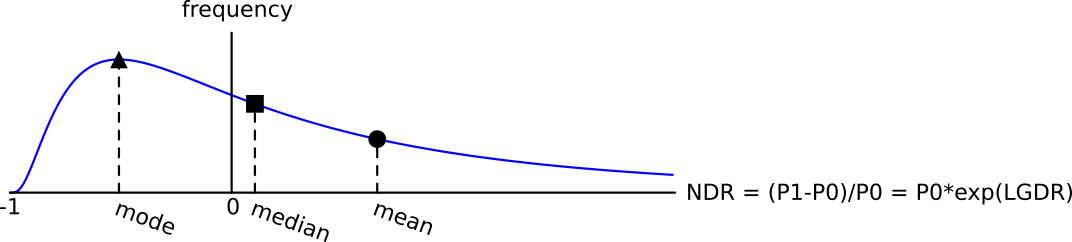 frequency
NDR = (P1-P0)/P0 = P0*exp(LGDR)
-1
mode
0
median
mean